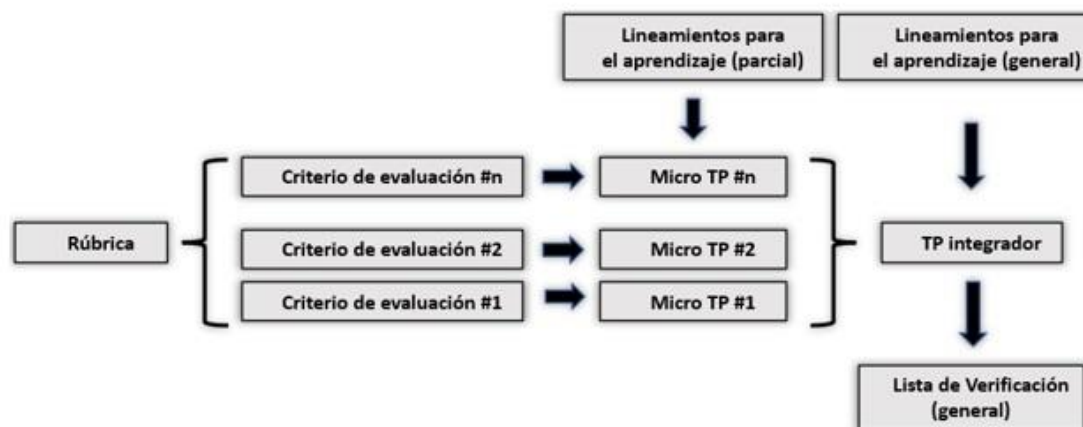 Lineamientos para
el aprendizaje (parcial)
Lineamientos para
el aprendizaje (general)
Criterio de evaluación #n
Micro TP #n
Rúbrica
Criterio de evaluación #2
Micro TP #2
TP integrador
Criterio de evaluación #1
Micro TP #1
Lista de Verificación
(general)